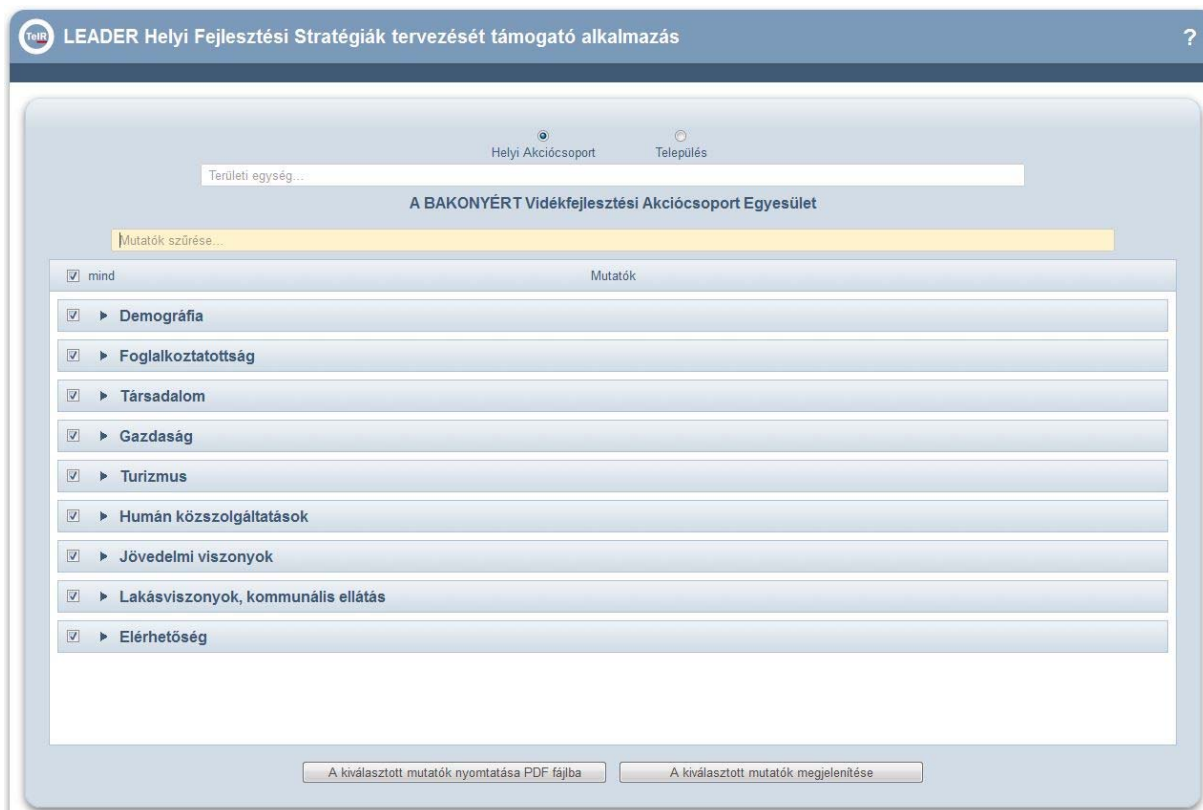 TeIR LEADER Helyi Fejlesztési Stratégiák tervezését támogató alkalmazás ?
Helyi Akciócsoport Település
Területi egység...
A BAKONYÉRT Vidékfejlesztési Akciócsoport Egyesület
Mutatók szűrése...
mind Mutatók
Demográfia
Foglalkoztatottság
Társadalom
Gazdaság
Turizmus
Humán közszolgáltatások
Jövedelmi viszonyok
Lakásviszonyok, kommunális ellátás
Elérhetőség
A kiválasztott mutatók nyomtatása PDF fájlba A kiválasztott mutatók megjelenítése